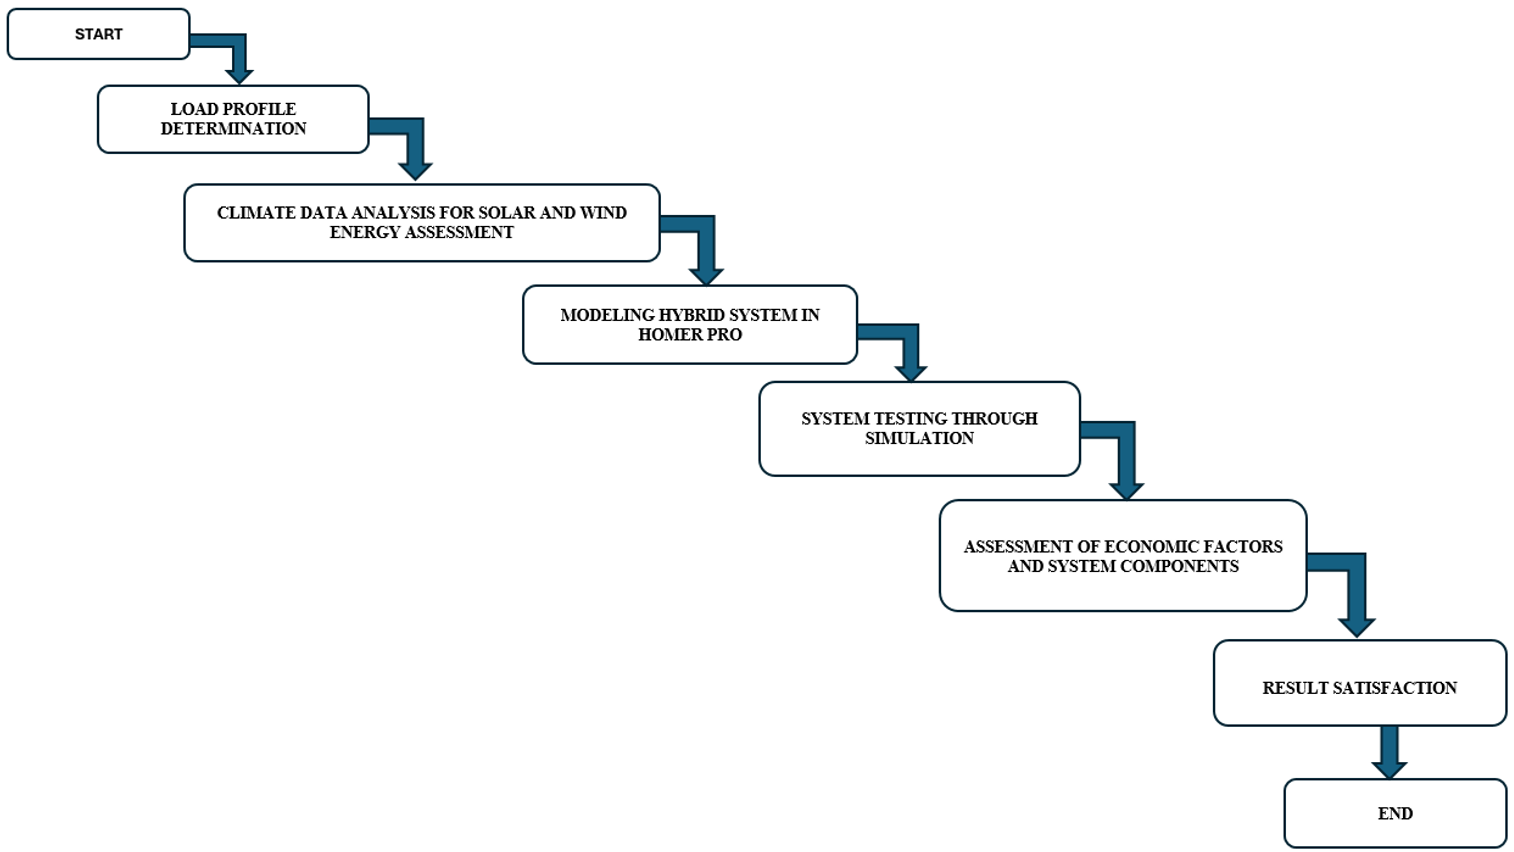 START
LOAD PROFILE
DETERMINATION
CLIMATE DATA ANALYSIS FOR SOLAR AND WIND
ENERGY ASSESSMENT
MODELING HYBRID SYSTEM IN
HOMER PRO
SYSTEM TESTING THROUGH
SIMULATION
ASSESSMENT OF ECONOMIC FACTORS
AND SYSTEM COMPONENTS
RESULT SATISFACTION
END